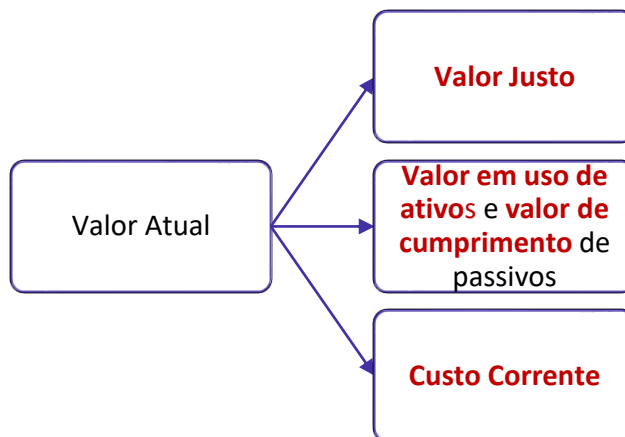 Valor Justo
Valor Atual
Valor em uso de
ativos e valor de
cumprimento de
passivos
Custo Corrente